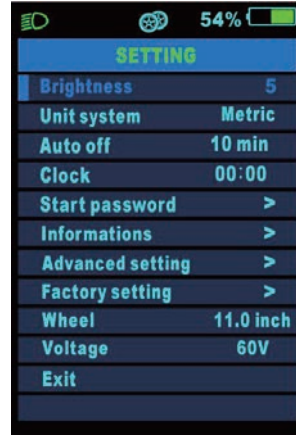 54%
SETTING
Brightness 5
Unit system Metric
Auto off 10 min
Clock 00:00
Start password >
Informations >
Advanced setting >
Factory setting >
Wheel 11.0 inch
Voltage 60V
Exit